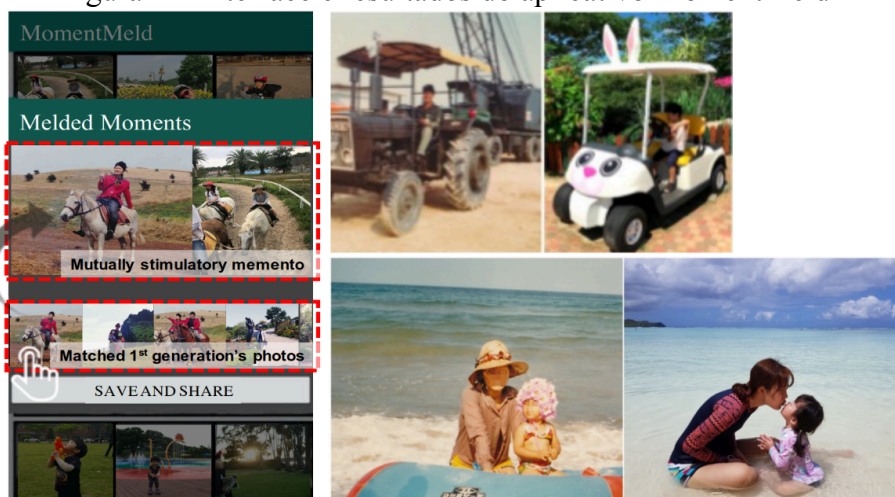 MomentMeld
Melded Moments
Mutually stimulatory memento
Matched 1st generation's photos
SAVE AND SHARE